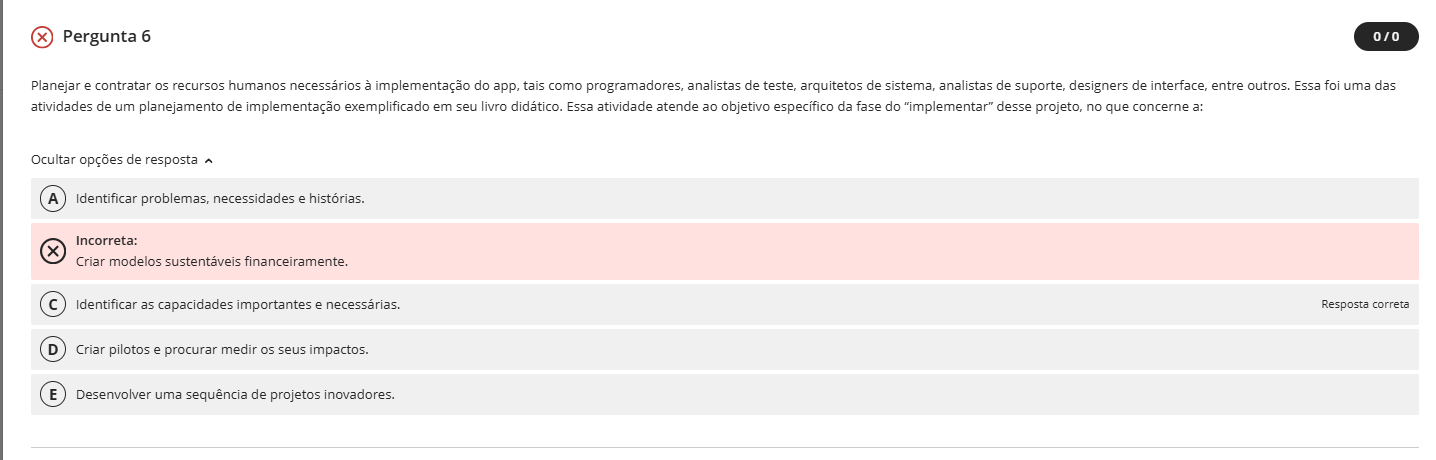 Pergunta 6
0 / 0
Planejar e contratar os recursos humanos necessários à implementação do app, tais como programadores, analistas de teste, arquitetos de sistema, analistas de suporte, designers de interface, entre outros. Essa foi uma das
atividades de um planejamento de implementação exemplificado em seu livro didático. Essa atividade atende ao objetivo específico da fase do “implementar” desse projeto, no que concerne a:
Ocultar opções de resposta
A Identificar problemas, necessidades e histórias.
Incorreta:
Criar modelos sustentáveis financeiramente.
C Identificar as capacidades importantes e necessárias. Resposta correta
D Criar pilotos e procurar medir os seus impactos.
E Desenvolver uma sequência de projetos inovadores.